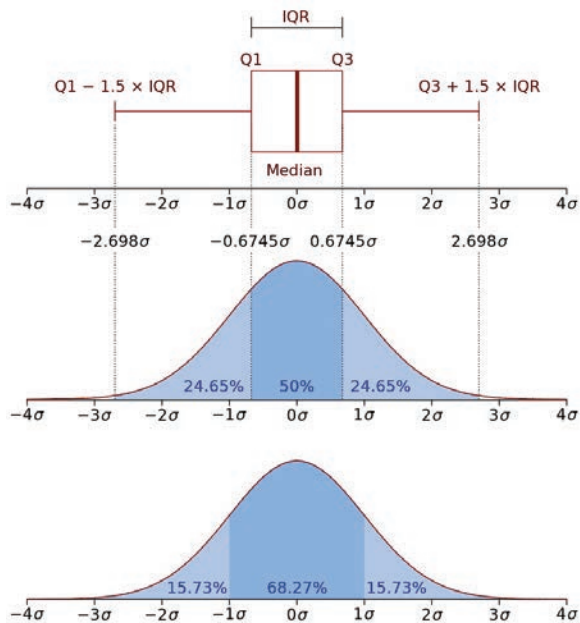 IQR
Q1 Q3
Q1 − 1.5 × IQR Q3 + 1.5 × IQR
Median
−4σ −3σ −2σ −1σ 0σ 1σ 2σ 3σ 4σ
−2.698σ −0.6745σ 0.6745σ 2.698σ
24.65% 50% 24.65%
−4σ −3σ −2σ −1σ 0σ 1σ 2σ 3σ 4σ
15.73% 68.27% 15.73%
−4σ −3σ −2σ −1σ 0σ 1σ 2σ 3σ 4σ